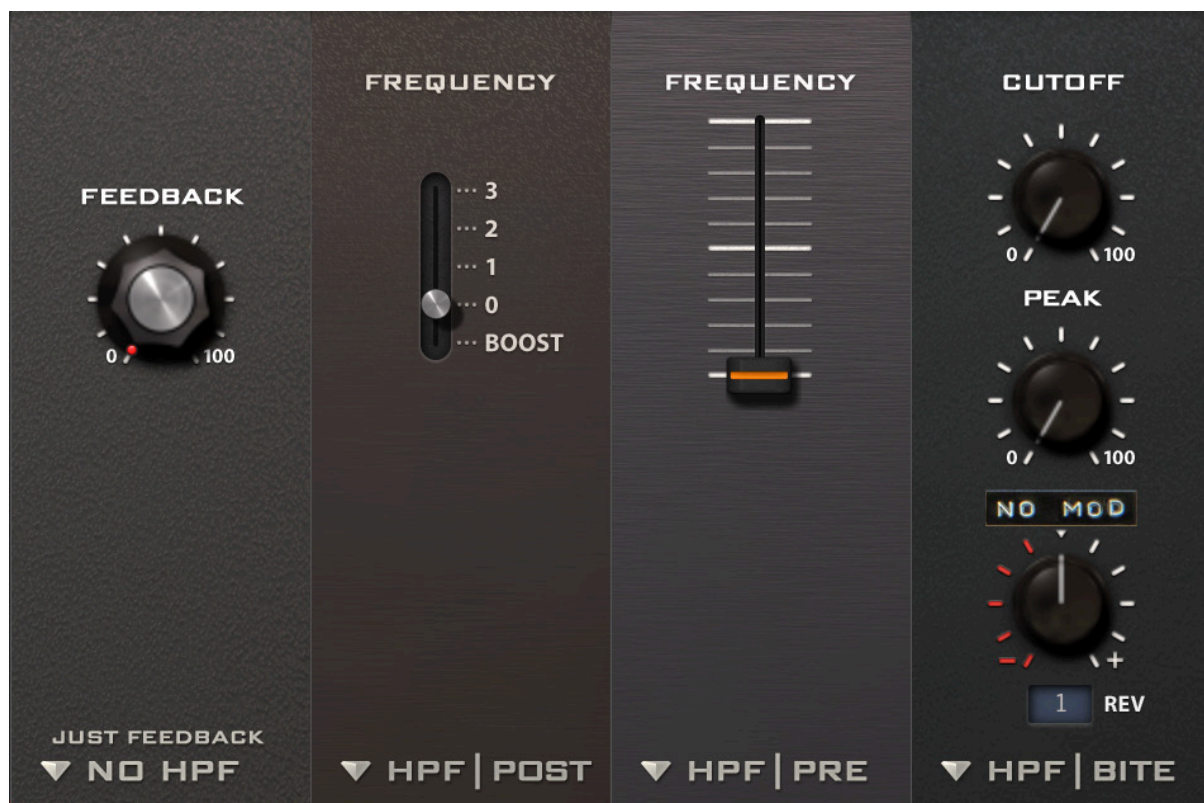 FEEDBACK
0 100
JUST FEEDBACK
NO HPF
FREQUENCY
3
2
1
0
BOOST
HPF | POST
FREQUENCY
HPF | PRE
CUTOFF
0 100
PEAK
0 100
NO MOD
- +
1 REV
HPF | BITE